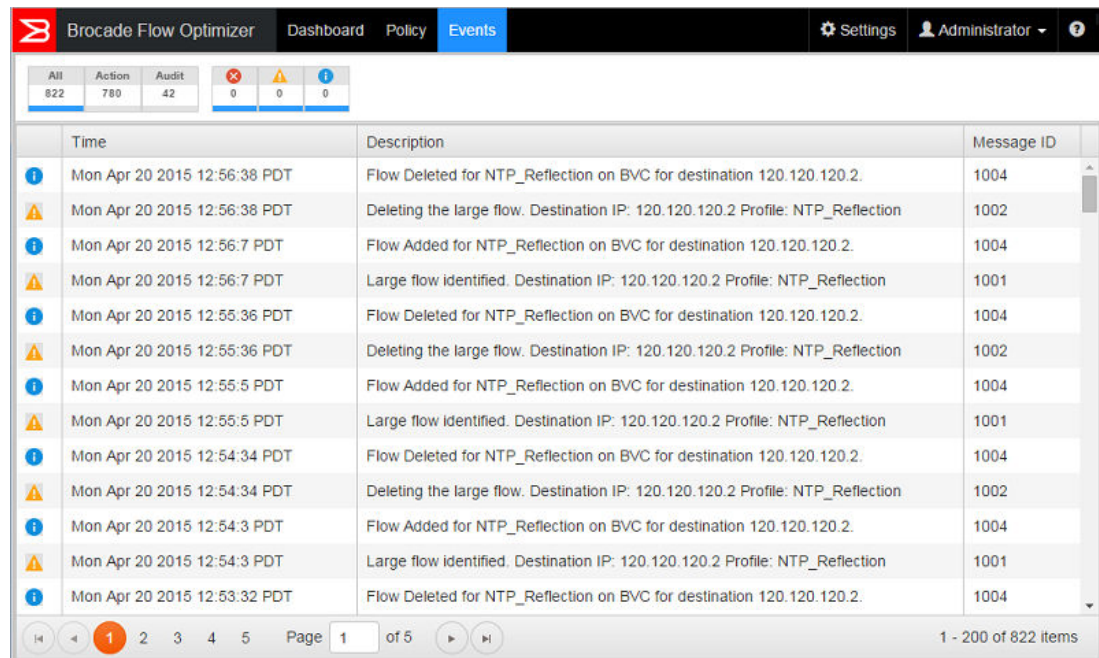 Brocade Flow Optimizer Dashboard Policy Events Settings Administrator ?
All Action Audit
822 780 42 0 0 0
Time Description Message ID
Mon Apr 20 2015 12:56:38 PDT Flow Deleted for NTP_Reflection on BVC for destination 120.120.120.2. 1004
Mon Apr 20 2015 12:56:38 PDT Deleting the large flow. Destination IP: 120.120.120.2 Profile: NTP_Reflection 1002
Mon Apr 20 2015 12:56:7 PDT Flow Added for NTP_Reflection on BVC for destination 120.120.120.2. 1004
Mon Apr 20 2015 12:56:7 PDT Large flow identified. Destination IP: 120.120.120.2 Profile: NTP_Reflection 1001
Mon Apr 20 2015 12:55:36 PDT Flow Deleted for NTP_Reflection on BVC for destination 120.120.120.2. 1004
Mon Apr 20 2015 12:55:36 PDT Deleting the large flow. Destination IP: 120.120.120.2 Profile: NTP_Reflection 1002
Mon Apr 20 2015 12:55:5 PDT Flow Added for NTP_Reflection on BVC for destination 120.120.120.2. 1004
Mon Apr 20 2015 12:55:5 PDT Large flow identified. Destination IP: 120.120.120.2 Profile: NTP_Reflection 1001
Mon Apr 20 2015 12:54:34 PDT Flow Deleted for NTP_Reflection on BVC for destination 120.120.120.2. 1004
Mon Apr 20 2015 12:54:34 PDT Deleting the large flow. Destination IP: 120.120.120.2 Profile: NTP_Reflection 1002
Mon Apr 20 2015 12:54:3 PDT Flow Added for NTP_Reflection on BVC for destination 120.120.120.2. 1004
Mon Apr 20 2015 12:54:3 PDT Large flow identified. Destination IP: 120.120.120.2 Profile: NTP_Reflection 1001
Mon Apr 20 2015 12:53:32 PDT Flow Deleted for NTP_Reflection on BVC for destination 120.120.120.2. 1004
1 2 3 4 5 Page 1 of 5 1 - 200 of 822 items